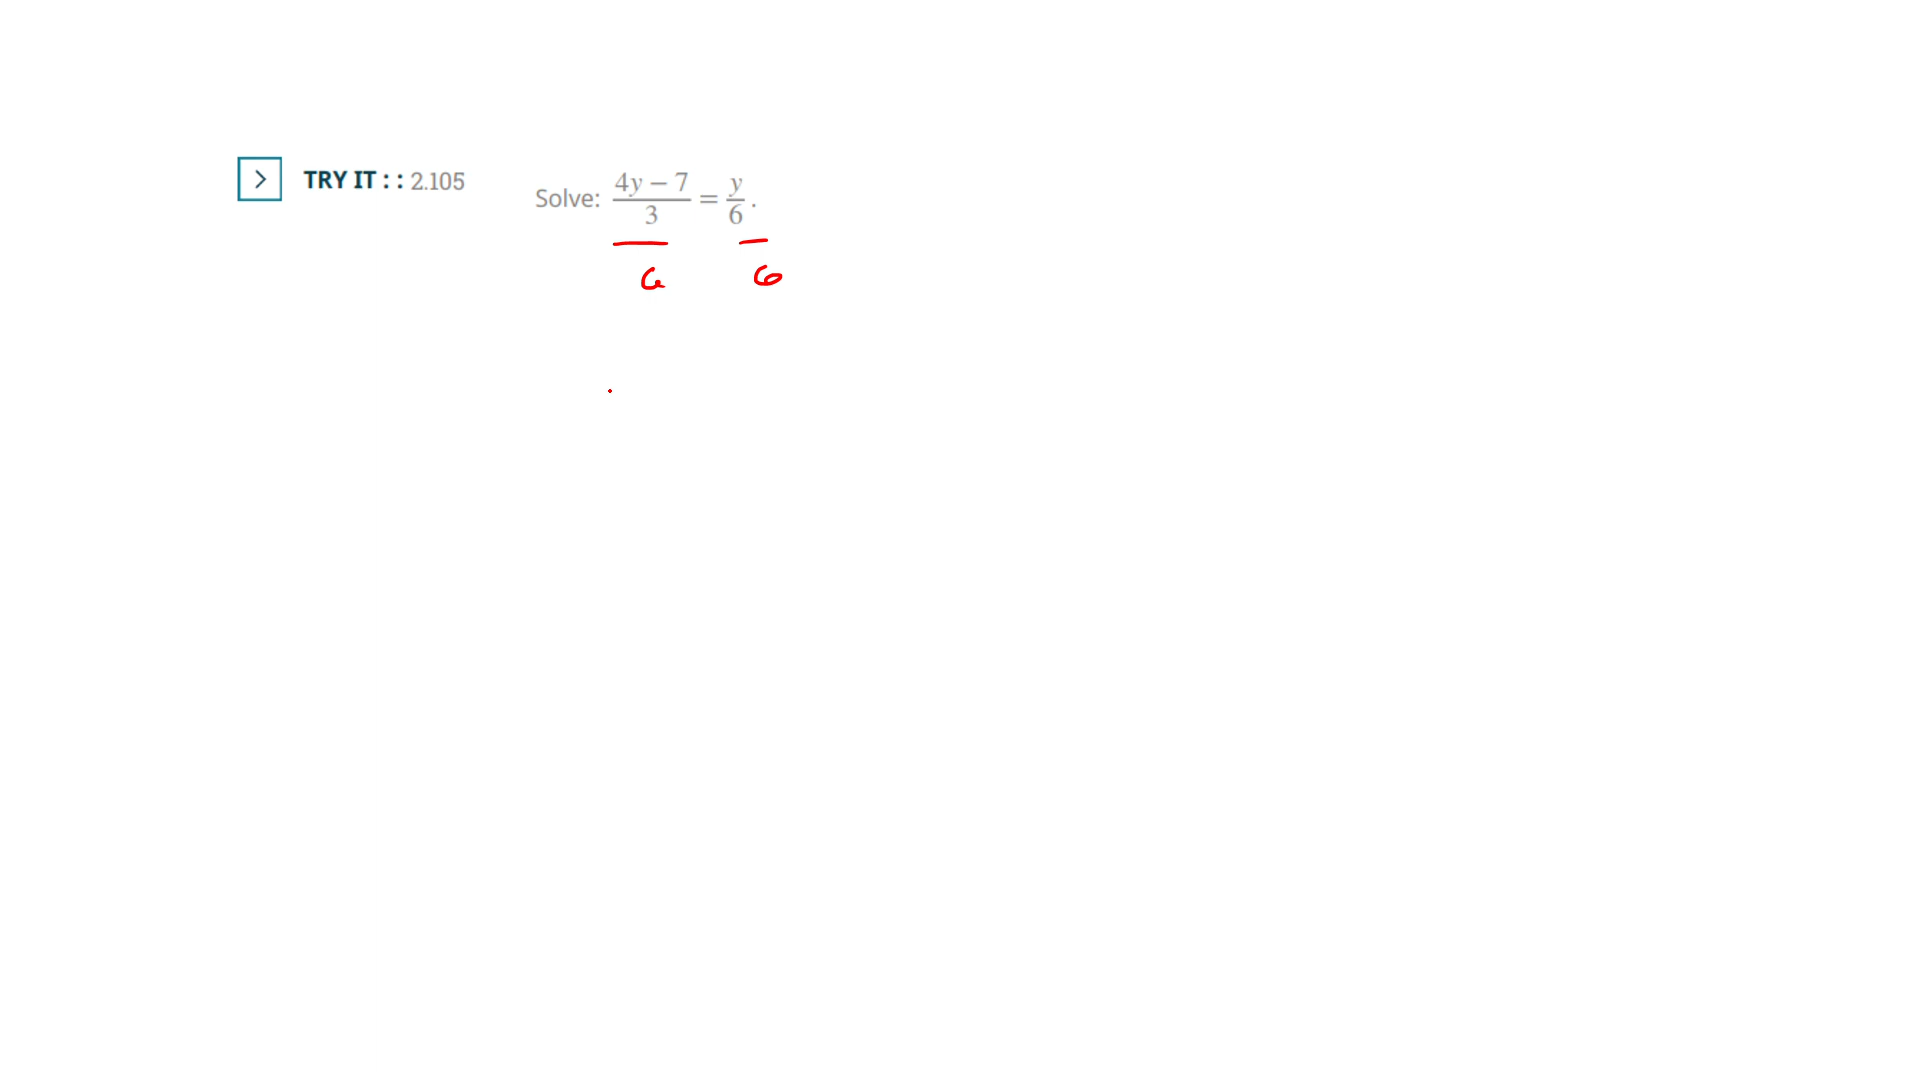 > TRY IT : : 2.105 Solve: (4y − 7)/3 = y/6 .
6 6